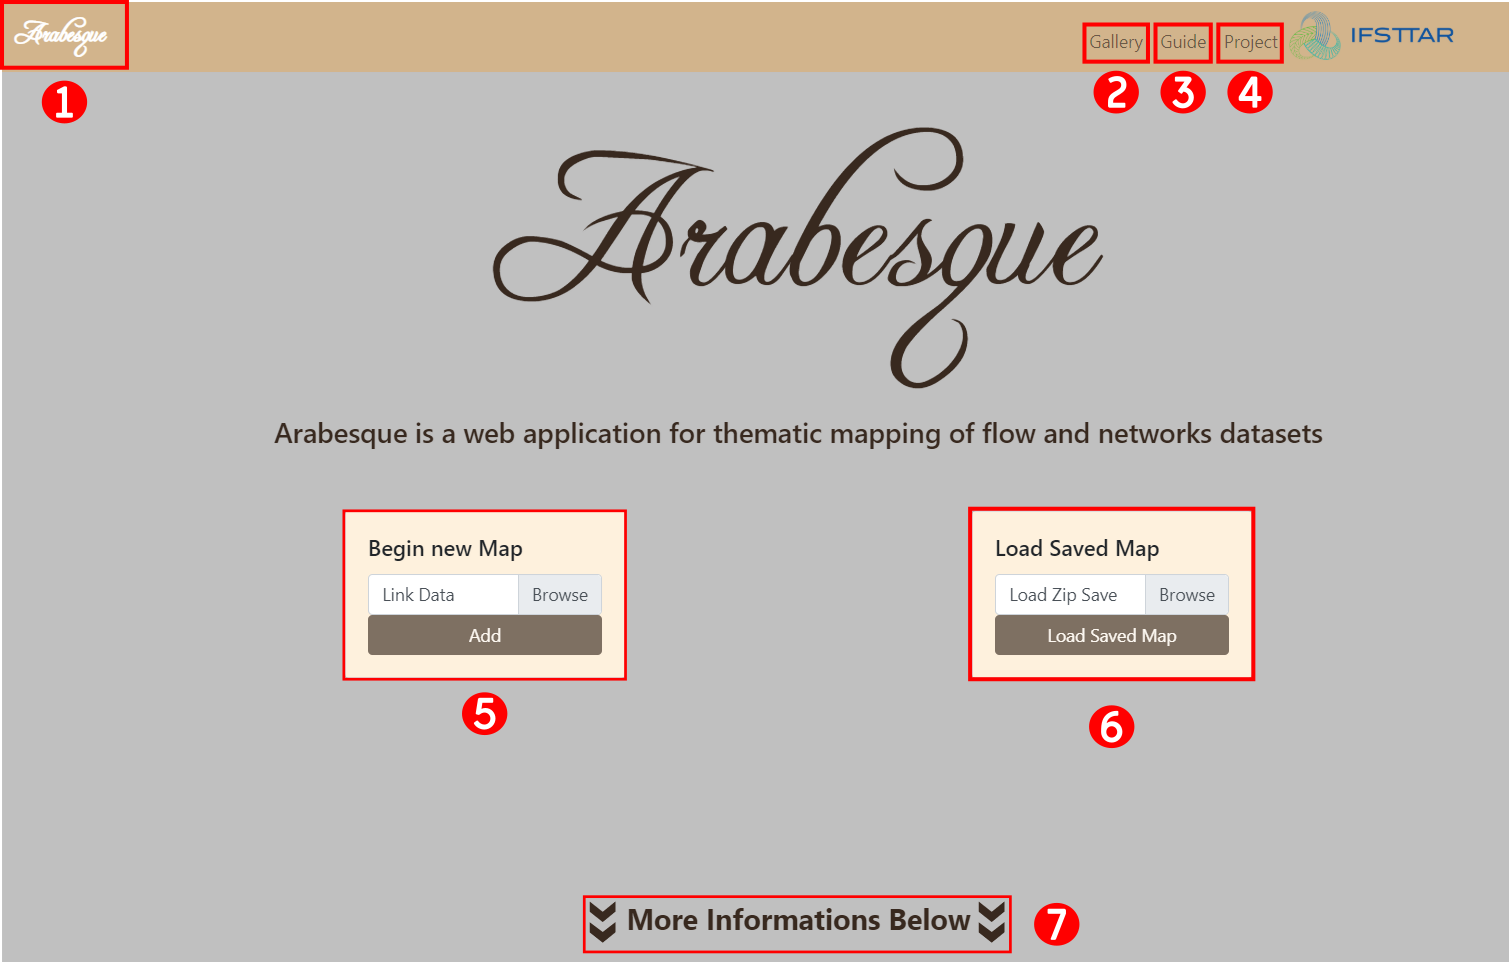 Arabesque
Gallery Guide Project IFSTTAR
1
2 3 4
Arabesque
Arabesque is a web application for thematic mapping of flow and networks datasets
Begin new Map
Link Data Browse
Add
5
Load Saved Map
Load Zip Save Browse
Load Saved Map
6
More Informations Below
7